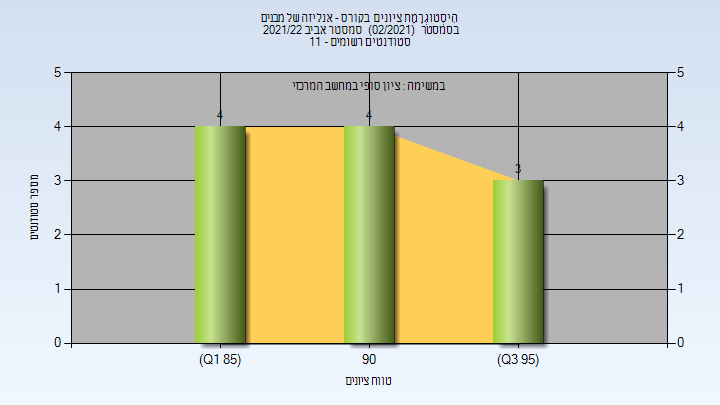 היסטוגרמת ציונים בקורס - אנליזה של מבנים
בסמסטר (02/2021) סמסטר אביב 2021/22
סטודנטים רשומים - 11
במשימה : ציון סופי במחשב המרכזי
4
4
3
5
4
3
2
1
0
5
4
3
2
1
0
מספר סטודנטים
(Q1 85)
90
(Q3 95)
טווח ציונים